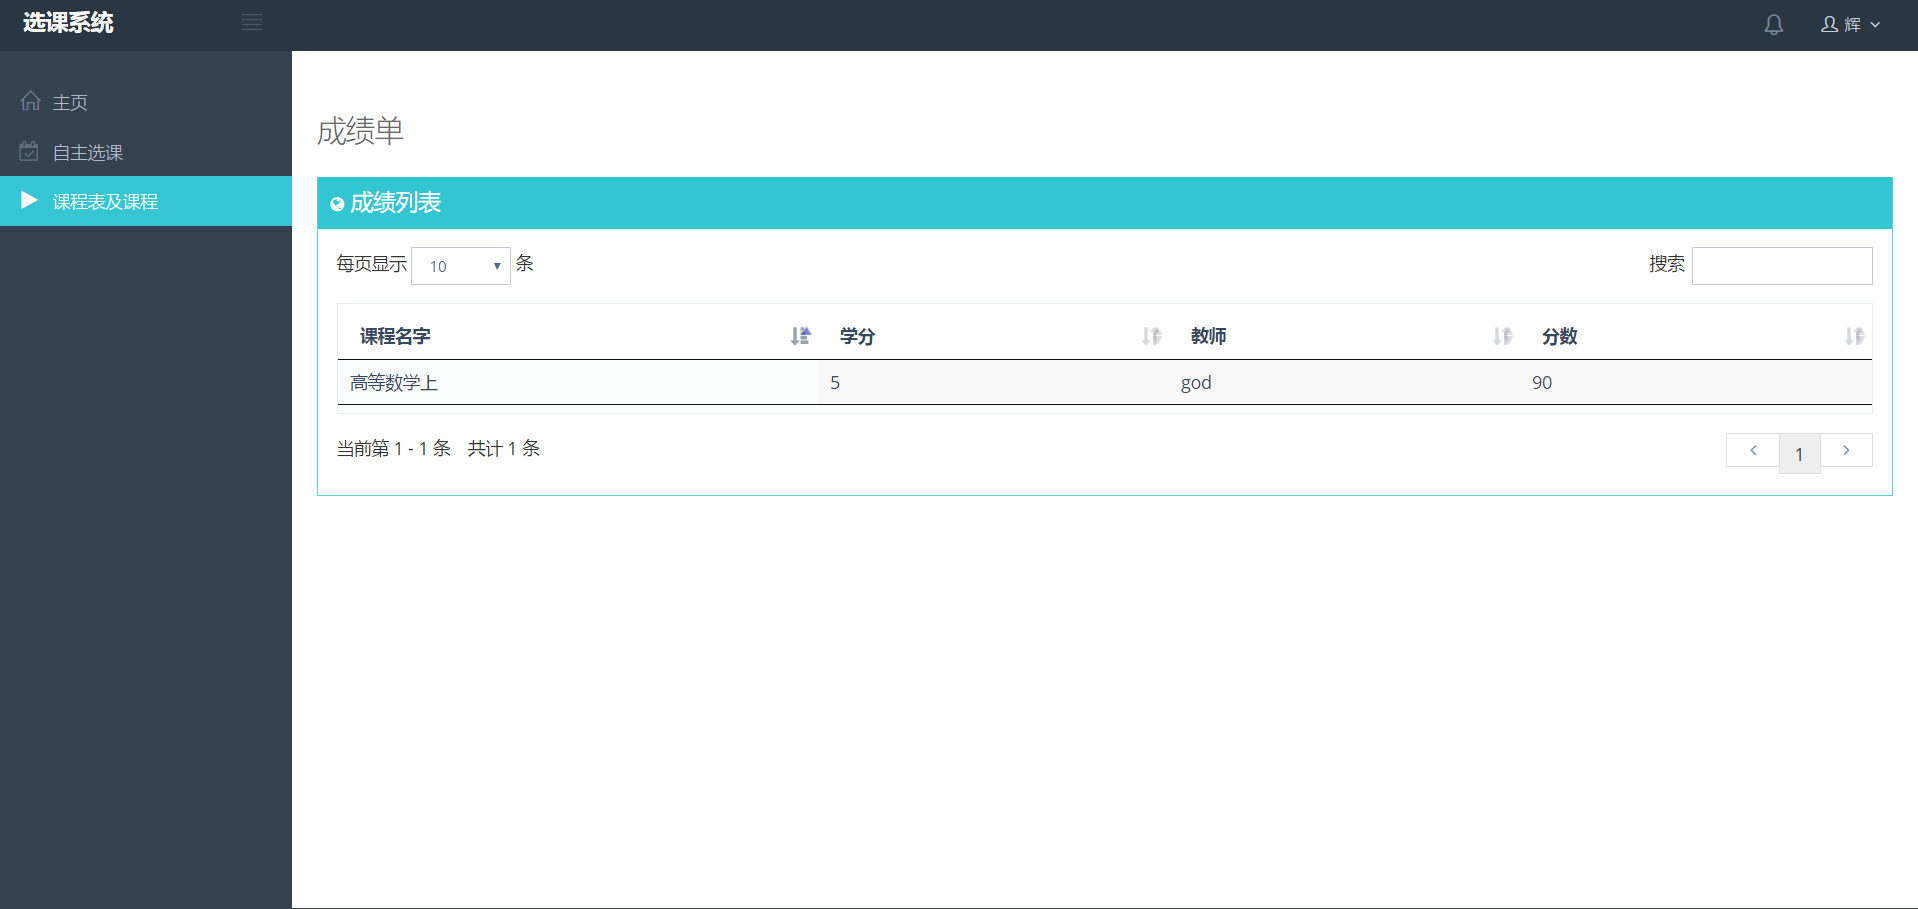 选课系统
辉
主页
自主选课
课程表及课程
成绩单
成绩列表
每页显示 10 条 搜索
课程名字 学分 教师 分数
高等数学上 5 god 90
当前第 1 - 1 条 共计 1 条 1